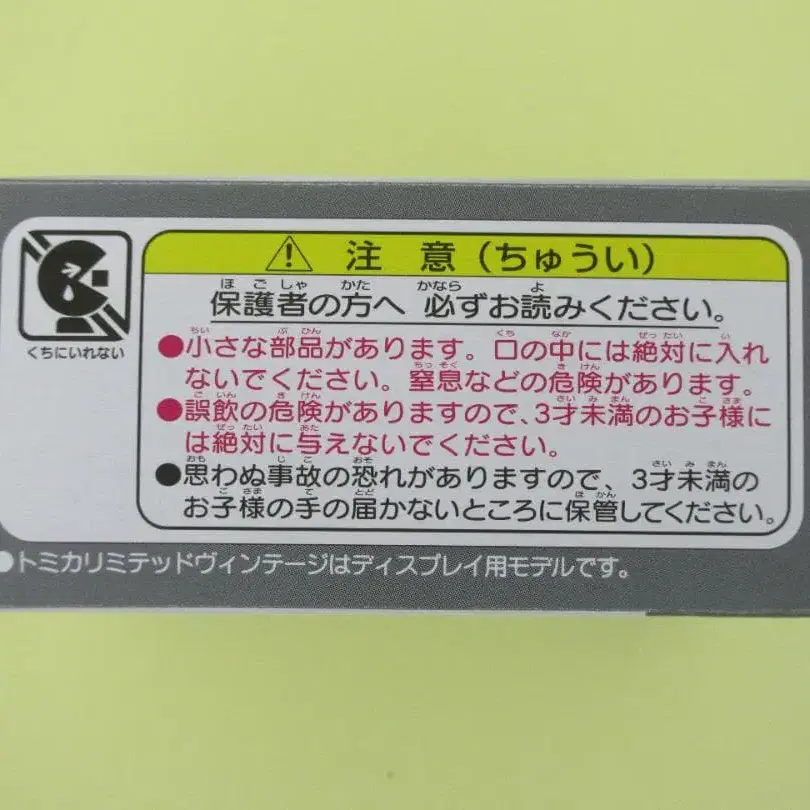 くちにいれない
注意(ちゅうい)
ほごしゃ かた かなら よ
保護者の方へ 必ずお読みください。
ちい ぶ ひん くち なか ぜっ たい い
●小さな部品があります。口の中には絶対に入れ
ちっ そく き けん
ないでください。窒息などの危険があります。
ご いん き けん さい み まん こ さま
●誤飲の危険がありますので、3才未満のお子様に
ぜっ たい あた
は絶対に与えないでください。
おも じ こ おそ さい み まん
●思わぬ事故の恐れがありますので、3才未満の
こ さま て とど ほ かん
お子様の手の届かないところに保管してください。
●トミカリミテッドヴィンテージはディスプレイ用モデルです。